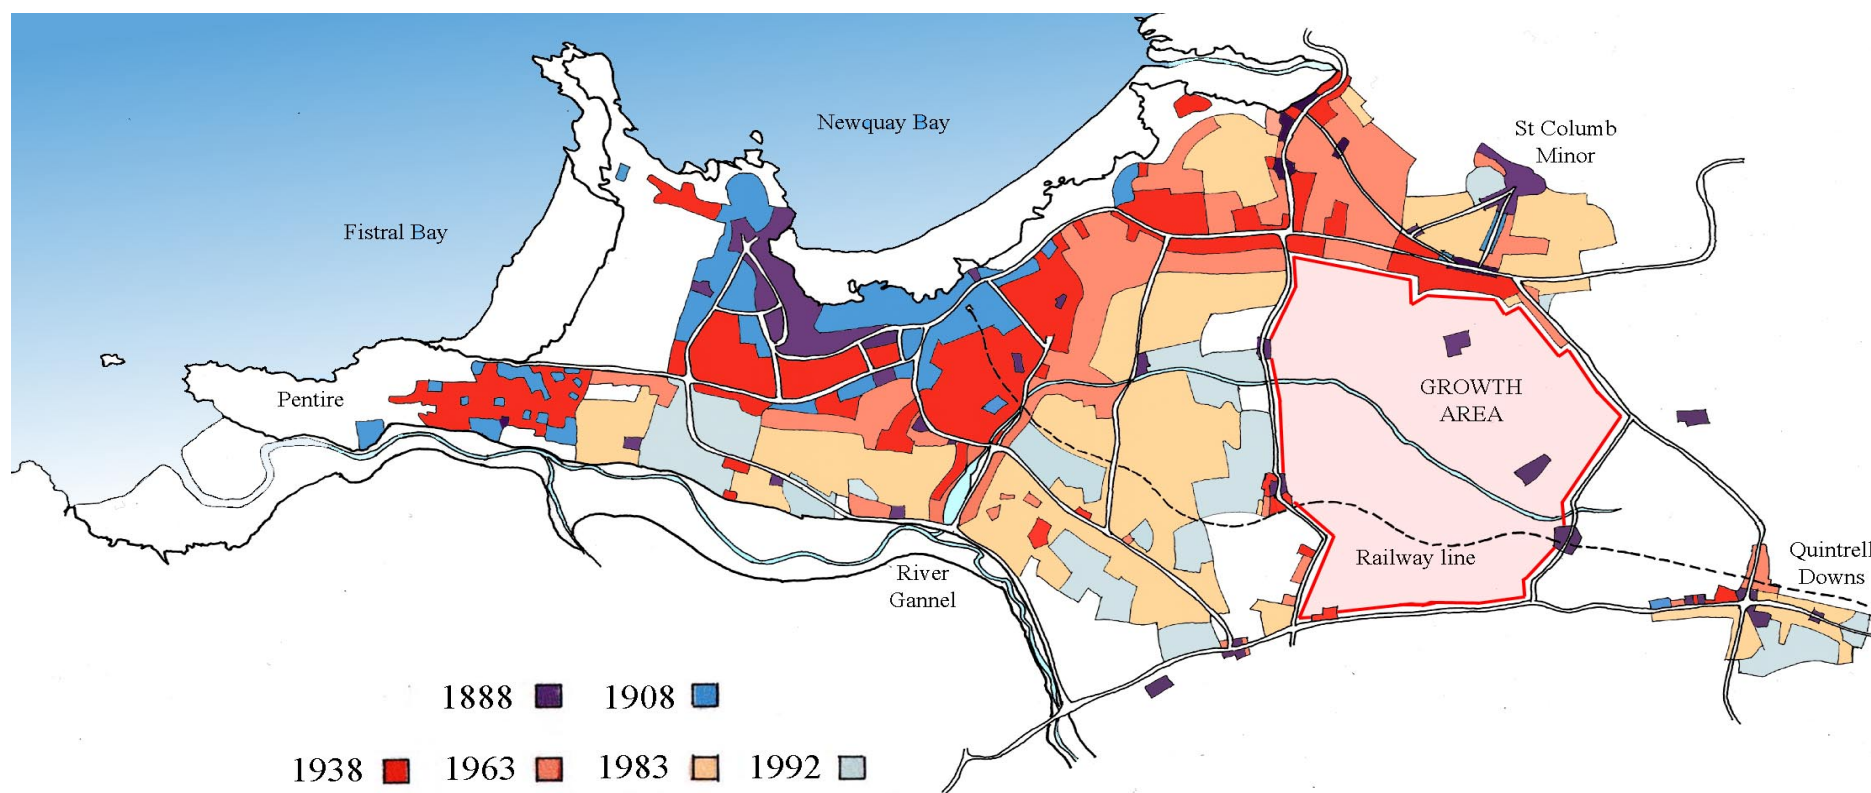 Newquay Bay
St Columb
Minor
Fistral Bay
Pentire
GROWTH
AREA
Railway line
Quintrell
Downs
River
Gannel
1888
1908
1938
1963
1983
1992